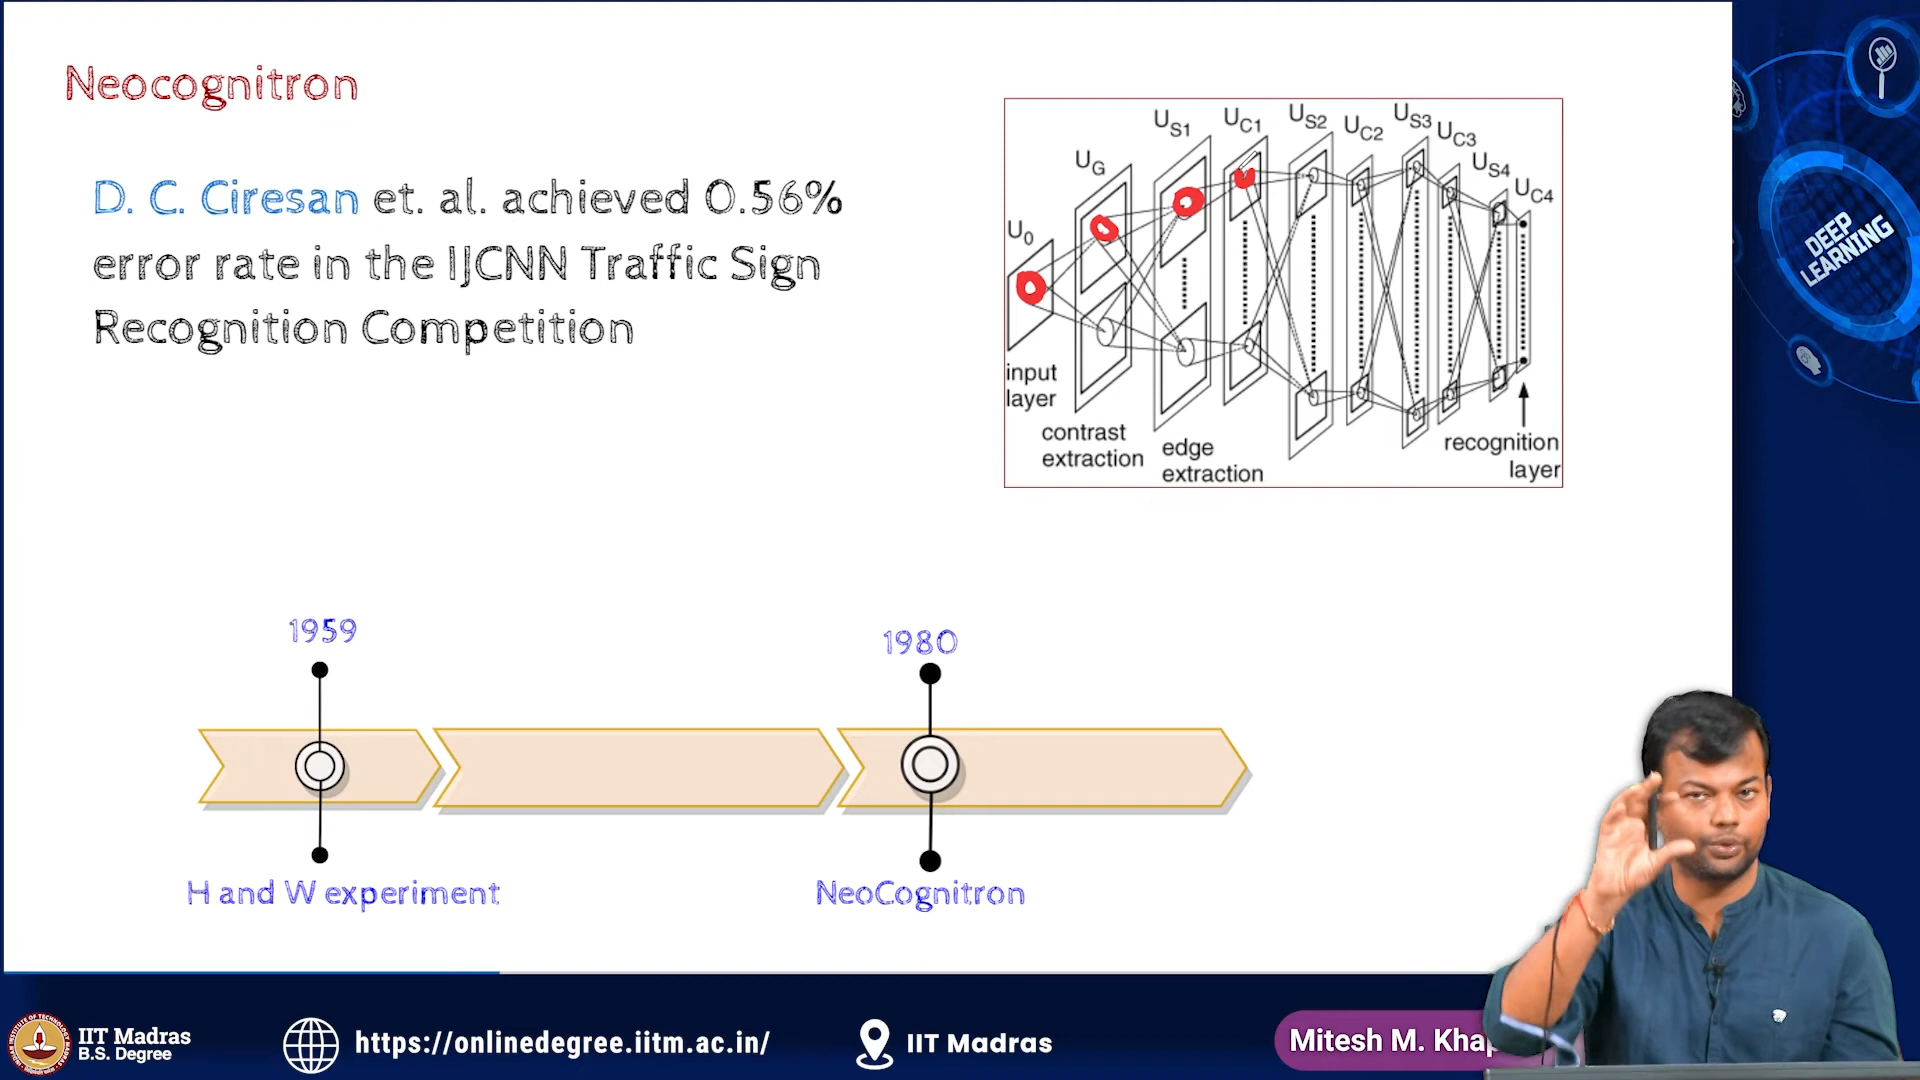 Neocognitron
D. C. Ciresan et. al. achieved 0.56%
error rate in the IJCNN Traffic Sign
Recognition Competition
U0
UG
US1
UC1
US2
UC2
US3
UC3
US4
UC4
input
layer
contrast
extraction
edge
extraction
recognition
layer
1959
1980
H and W experiment
NeoCognitron
DEEP
LEARNING
IIT Madras
B.S. Degree
https://onlinedegree.iitm.ac.in/
IIT Madras
Mitesh M. Khap